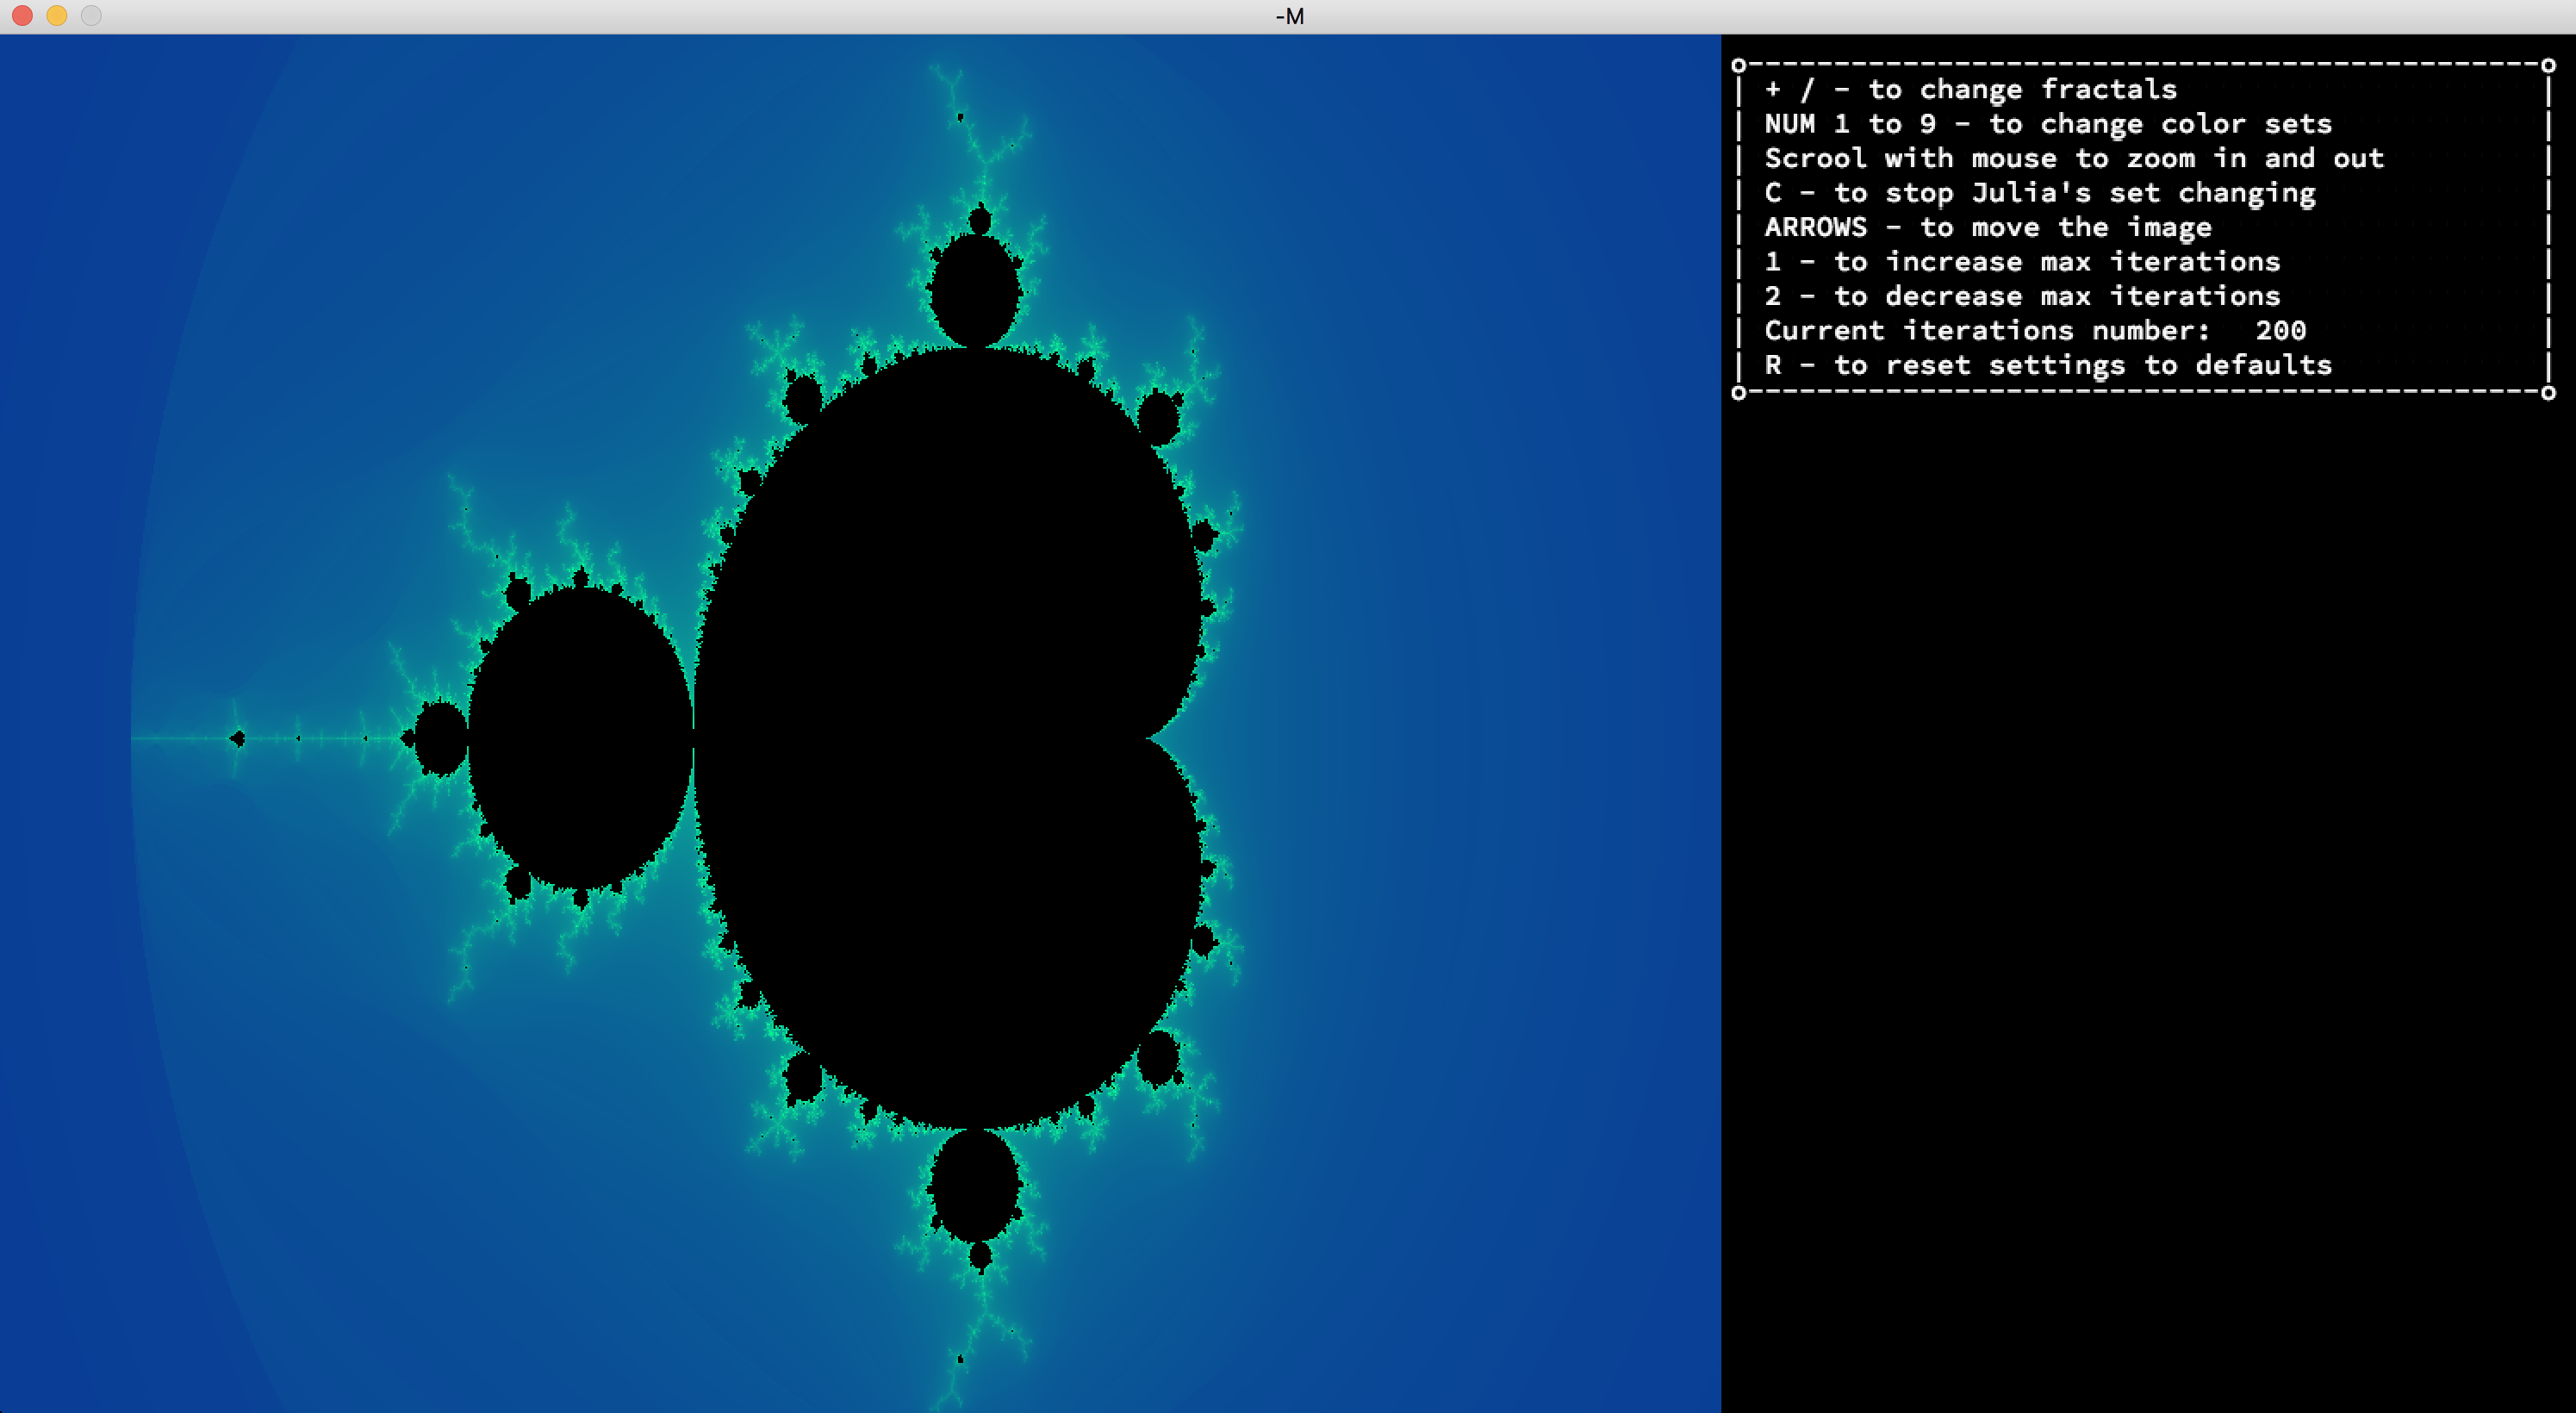 -M
+ / - to change fractals
NUM 1 to 9 - to change color sets
Scrool with mouse to zoom in and out
C - to stop Julia's set changing
ARROWS - to move the image
1 - to increase max iterations
2 - to decrease max iterations
Current iterations number: 200
R - to reset settings to defaults